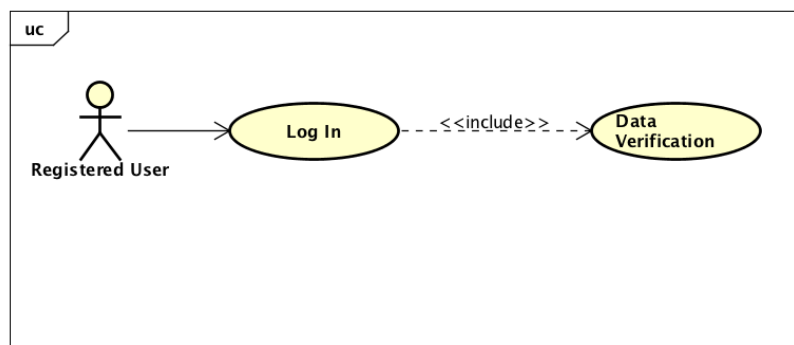 uc
Log In
<<include>>
Data
Verification
Registered User